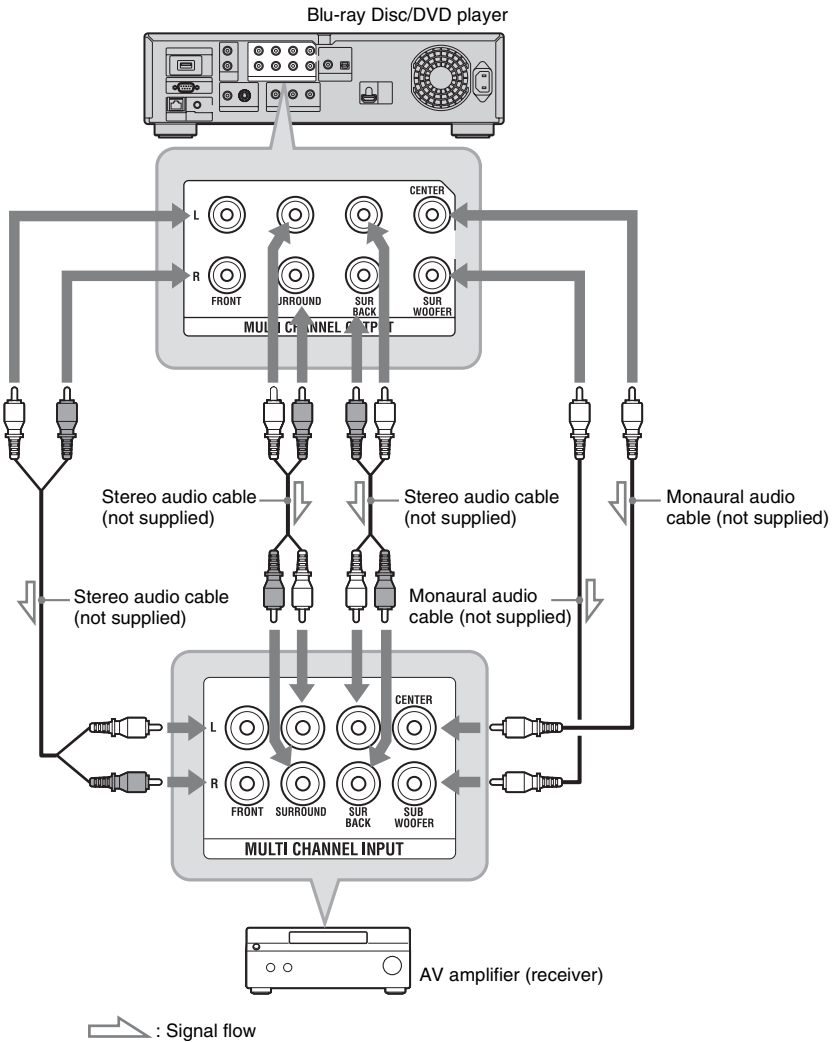 Blu-ray Disc/DVD player
CENTER
L
R
FRONT
SURROUND
SUR
BACK
SUR
WOOFER
MULTI CHANNEL OUTPUT
Stereo audio cable
(not supplied)
Stereo audio cable
(not supplied)
Monaural audio
cable (not supplied)
Stereo audio cable
(not supplied)
Monaural audio
cable (not supplied)
CENTER
L
R
FRONT
SURROUND
SUR
BACK
SUB
WOOFER
MULTI CHANNEL INPUT
AV amplifier (receiver)
: Signal flow